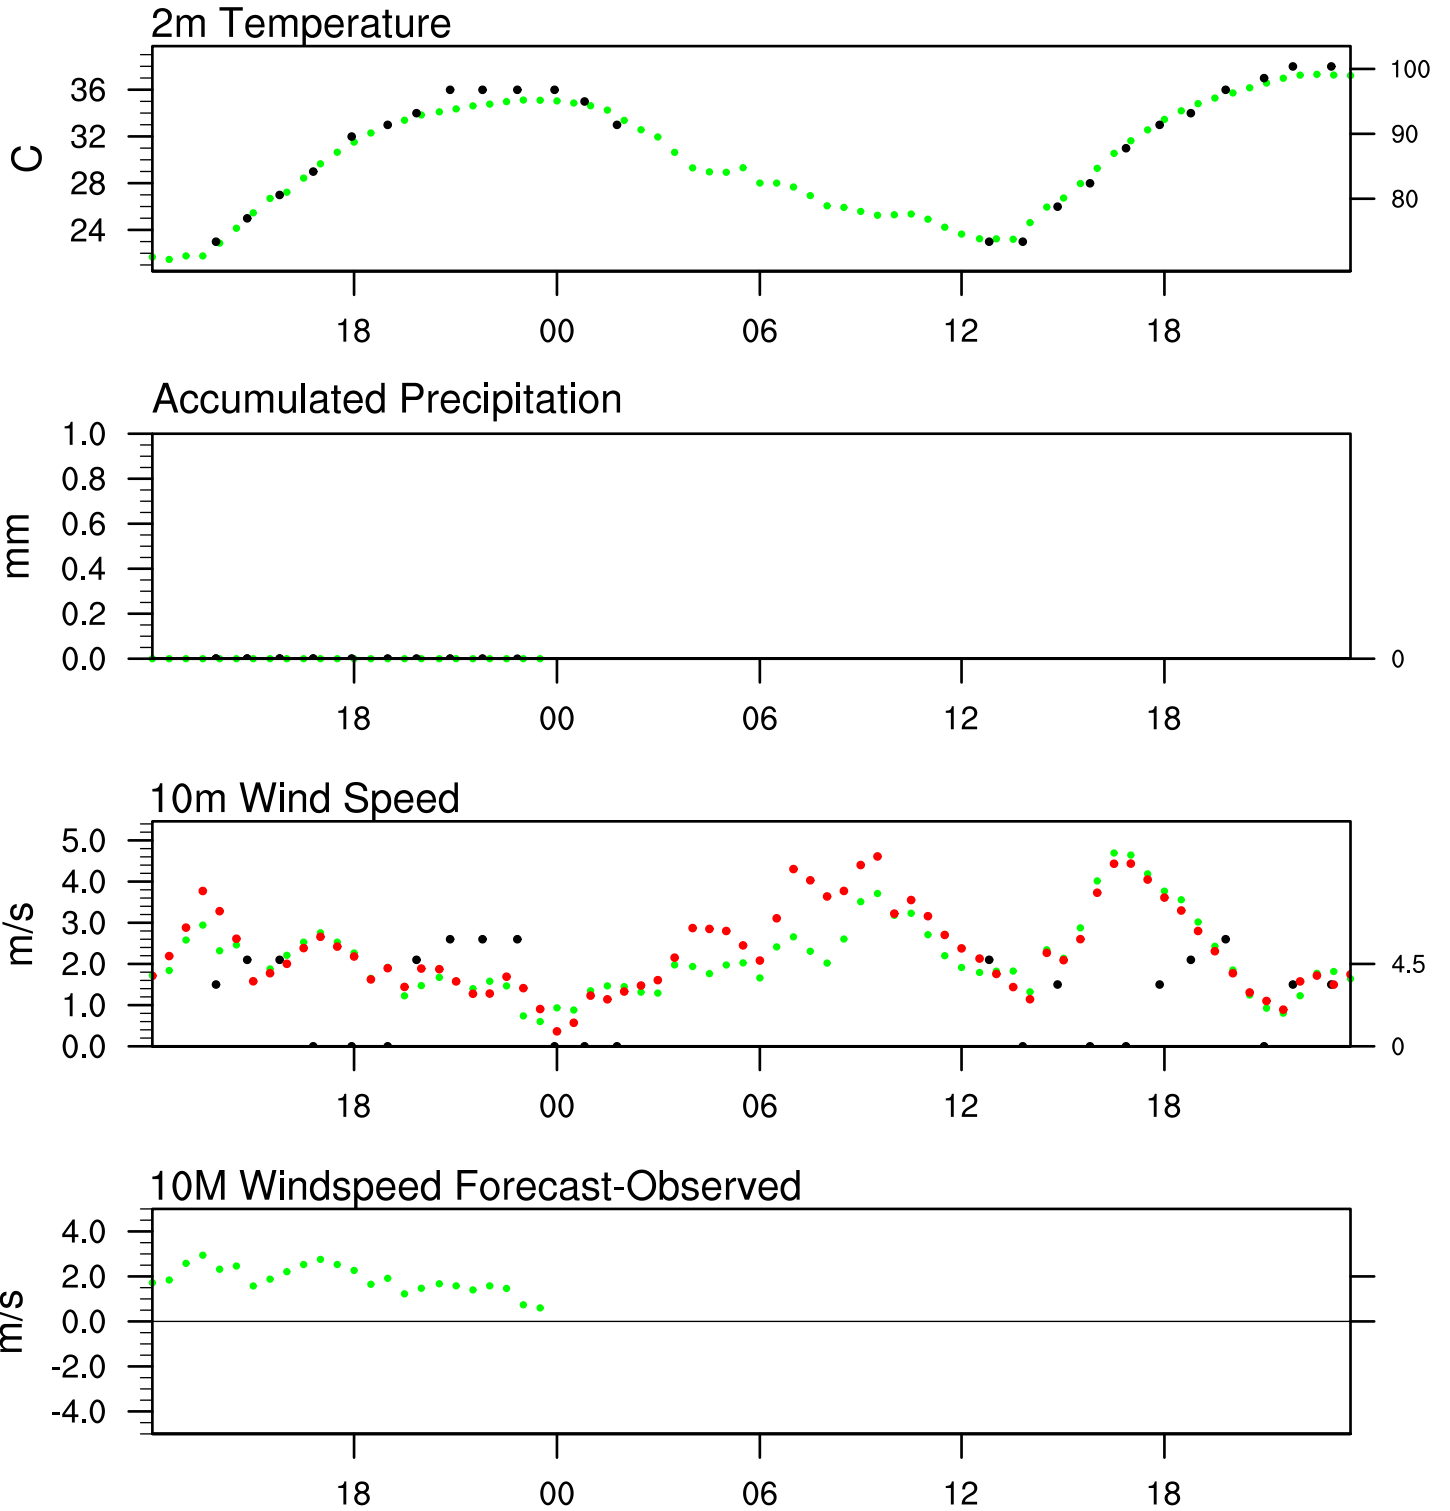 2m Temperature
C
36
32
28
24
100
90
80
18 00 06 12 18
Accumulated Precipitation
mm
1.0
0.8
0.6
0.4
0.2
0.0
0
18 00 06 12 18
10m Wind Speed
m/s
5.0
4.0
3.0
2.0
1.0
0.0
4.5
0
18 00 06 12 18
10M Windspeed Forecast-Observed
m/s
4.0
2.0
0.0
-2.0
-4.0
18 00 06 12 18